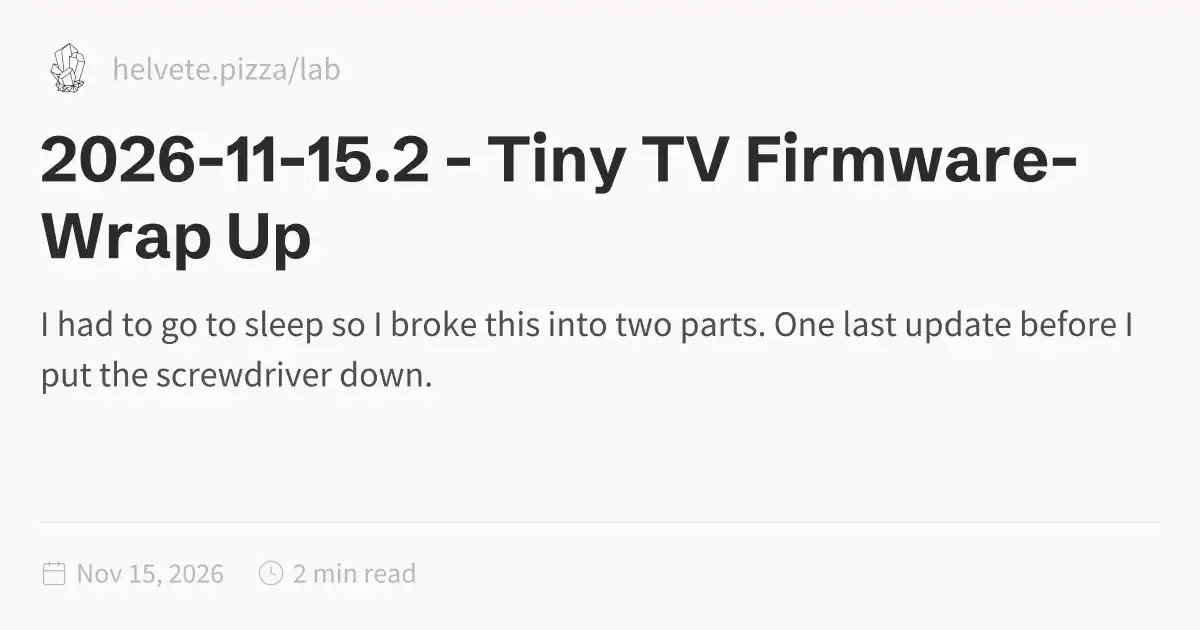 helvete.pizza/lab
2026-11-15.2 - Tiny TV Firmware-
Wrap Up
I had to go to sleep so I broke this into two parts. One last update before I
put the screwdriver down.
Nov 15, 2026 2 min read